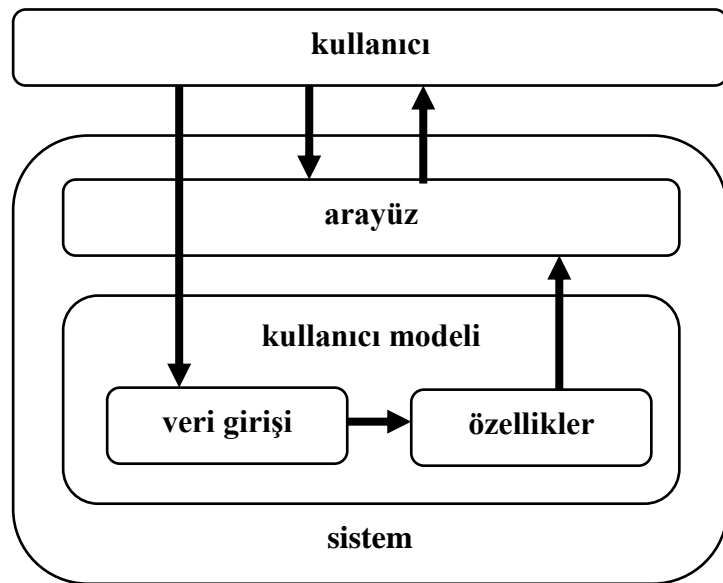 kullanıcı
arayüz
kullanıcı modeli
veri girişi
özellikler
sistem